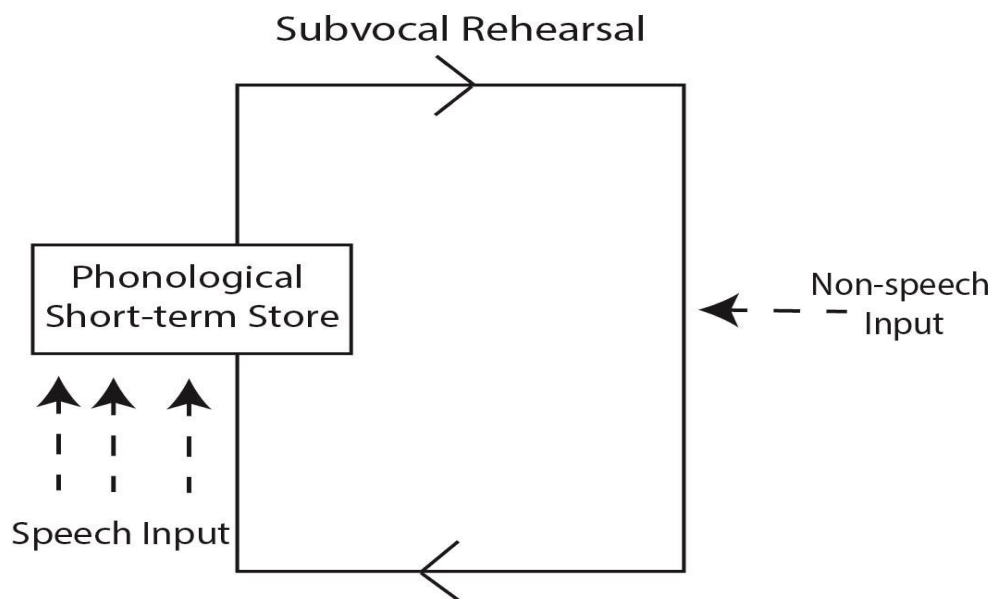 Subvocal Rehearsal
Phonological
Short-term Store
Non-speech
Input
Speech Input